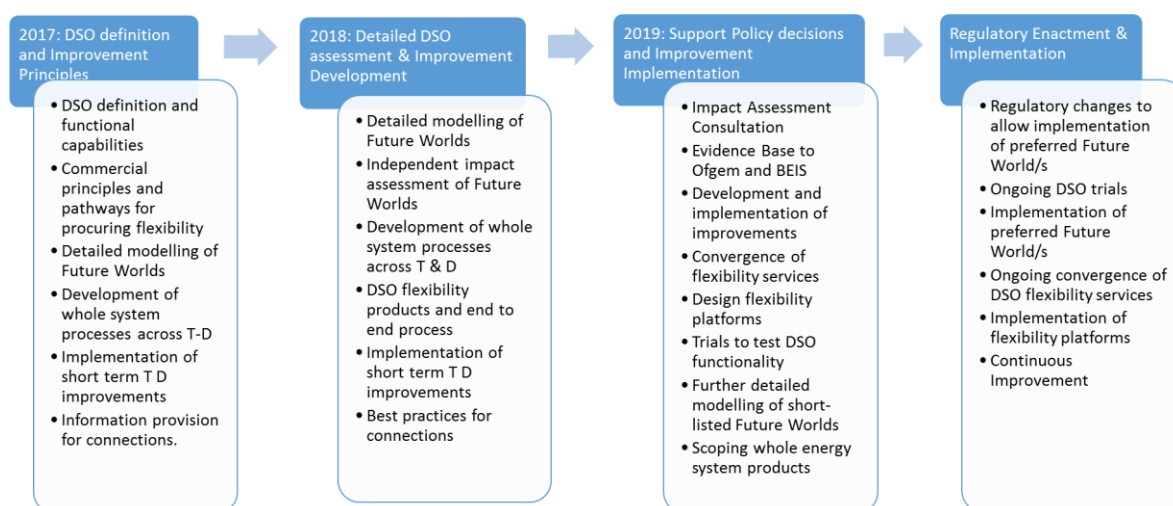 2017: DSO definition
and Improvement
Principles
• DSO definition and
functional
capabilities
• Commercial
principles and
pathways for
procuring flexibility
• Detailed modelling of
Future Worlds
• Development of
whole system
processes across T-D
• Implementation of
short term T D
improvements
• Information provision
for connections.
2018: Detailed DSO
assessment & Improvement
Development
• Detailed modelling of
Future Worlds
• Independent impact
assessment of Future
Worlds
• Development of whole
system processes
across T & D
• DSO flexibility
products and end to
end process
• Implementation of
short term T D
improvements
• Best practices for
connections
2019: Support Policy decisions
and Improvement
Implementation
• Impact Assessment
Consultation
• Evidence Base to
Ofgem and BEIS
• Development and
implementation of
improvements
• Convergence of
flexibility services
• Design flexibility
platforms
• Trials to test DSO
functionality
• Further detailed
modelling of short-
listed Future Worlds
• Scoping whole energy
system products
Regulatory Enactment &
Implementation
• Regulatory changes to
allow implementation
of preferred Future
World/s
• Ongoing DSO trials
• Implementation of
preferred Future
World/s
• Ongoing convergence of
DSO flexibility services
• Implementation of
flexibility platforms
• Continuous
Improvement